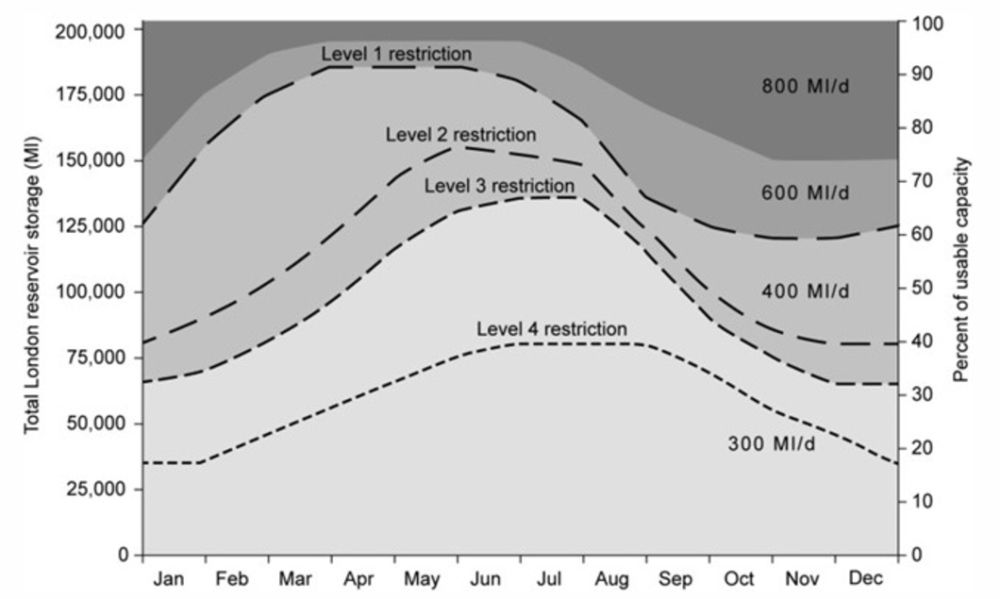 200,000
175,000
150,000
125,000
100,000
75,000
50,000
25,000
0
Total London reservoir storage (Ml)
Level 1 restriction
Level 2 restriction
Level 3 restriction
Level 4 restriction
800 Ml/d
600 Ml/d
400 Ml/d
300 Ml/d
100
90
80
70
60
50
40
30
20
10
0
Percent of usable capacity
Jan Feb Mar Apr May Jun Jul Aug Sep Oct Nov Dec